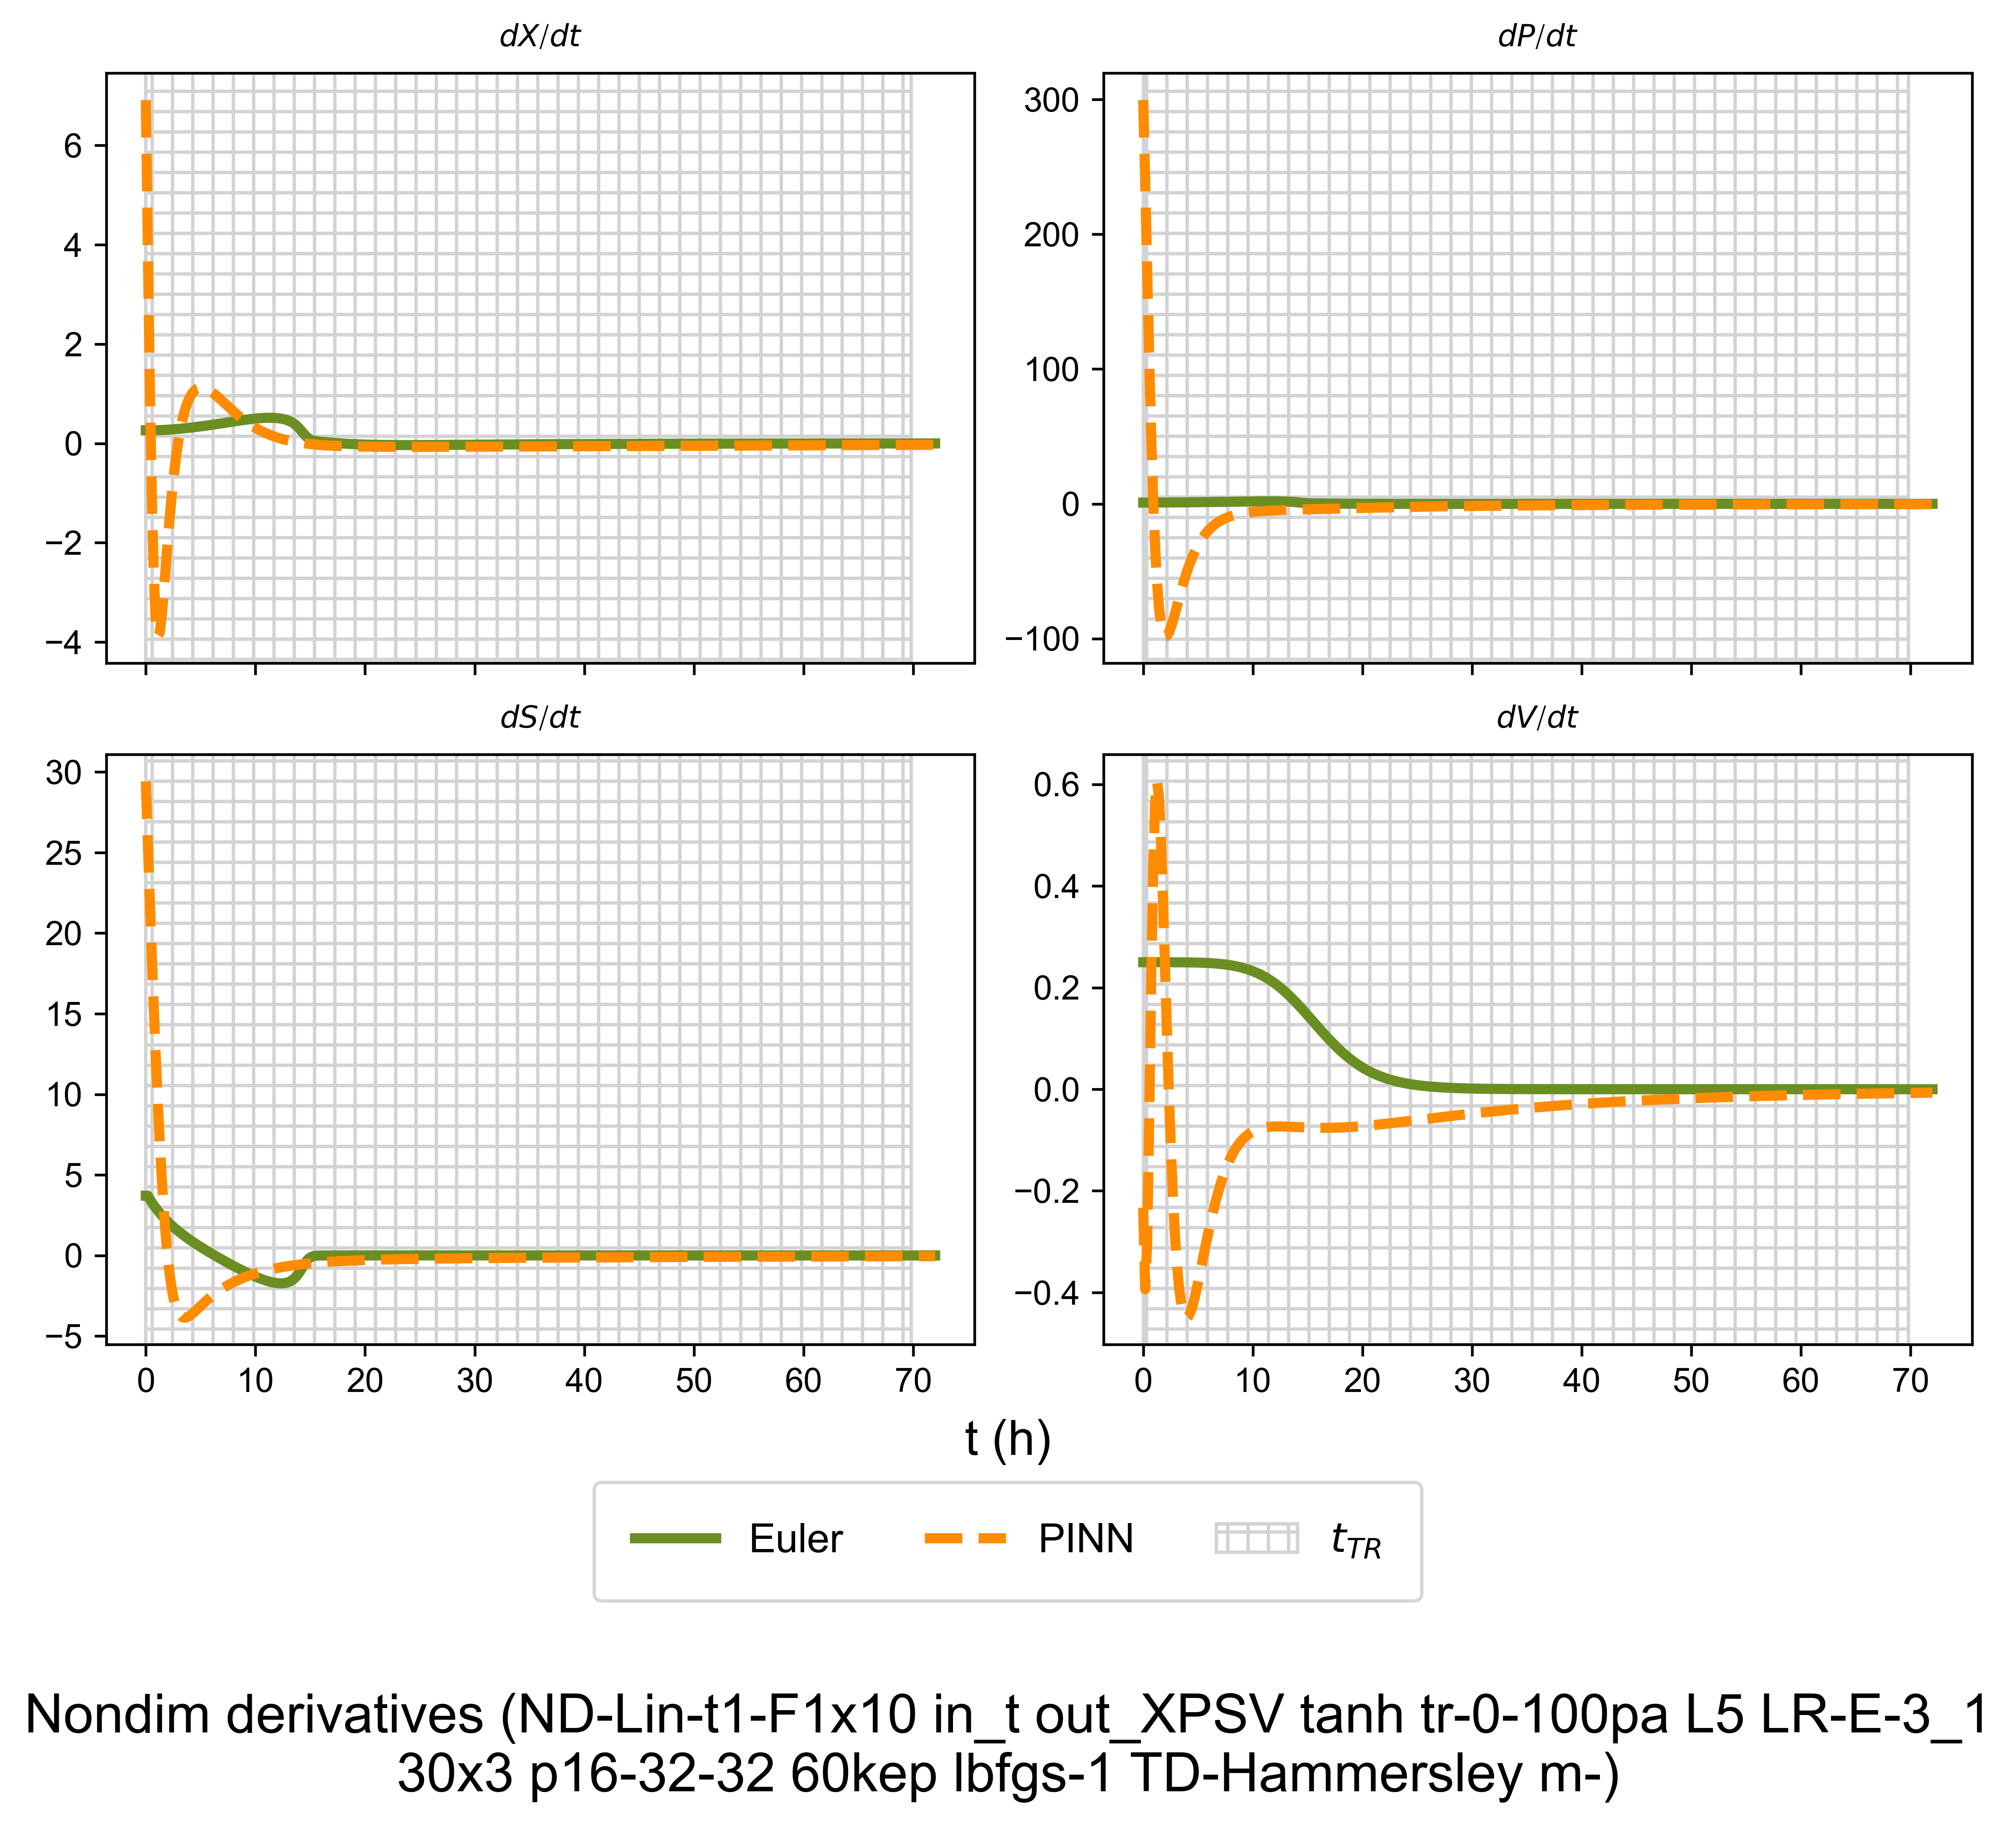 dX/dt
dP/dt
6
4
2
0
−2
−4
300
200
100
0
−100
dS/dt
dV/dt
30
25
20
15
10
5
0
−5
0.6
0.4
0.2
0.0
−0.2
−0.4
0 10 20 30 40 50 60 70
0 10 20 30 40 50 60 70
t (h)
Euler PINN t_TR
Nondim derivatives (ND-Lin-t1-F1x10 in_t out_XPSV tanh tr-0-100pa L5 LR-E-3_1
30x3 p16-32-32 60kep lbfgs-1 TD-Hammersley m-)